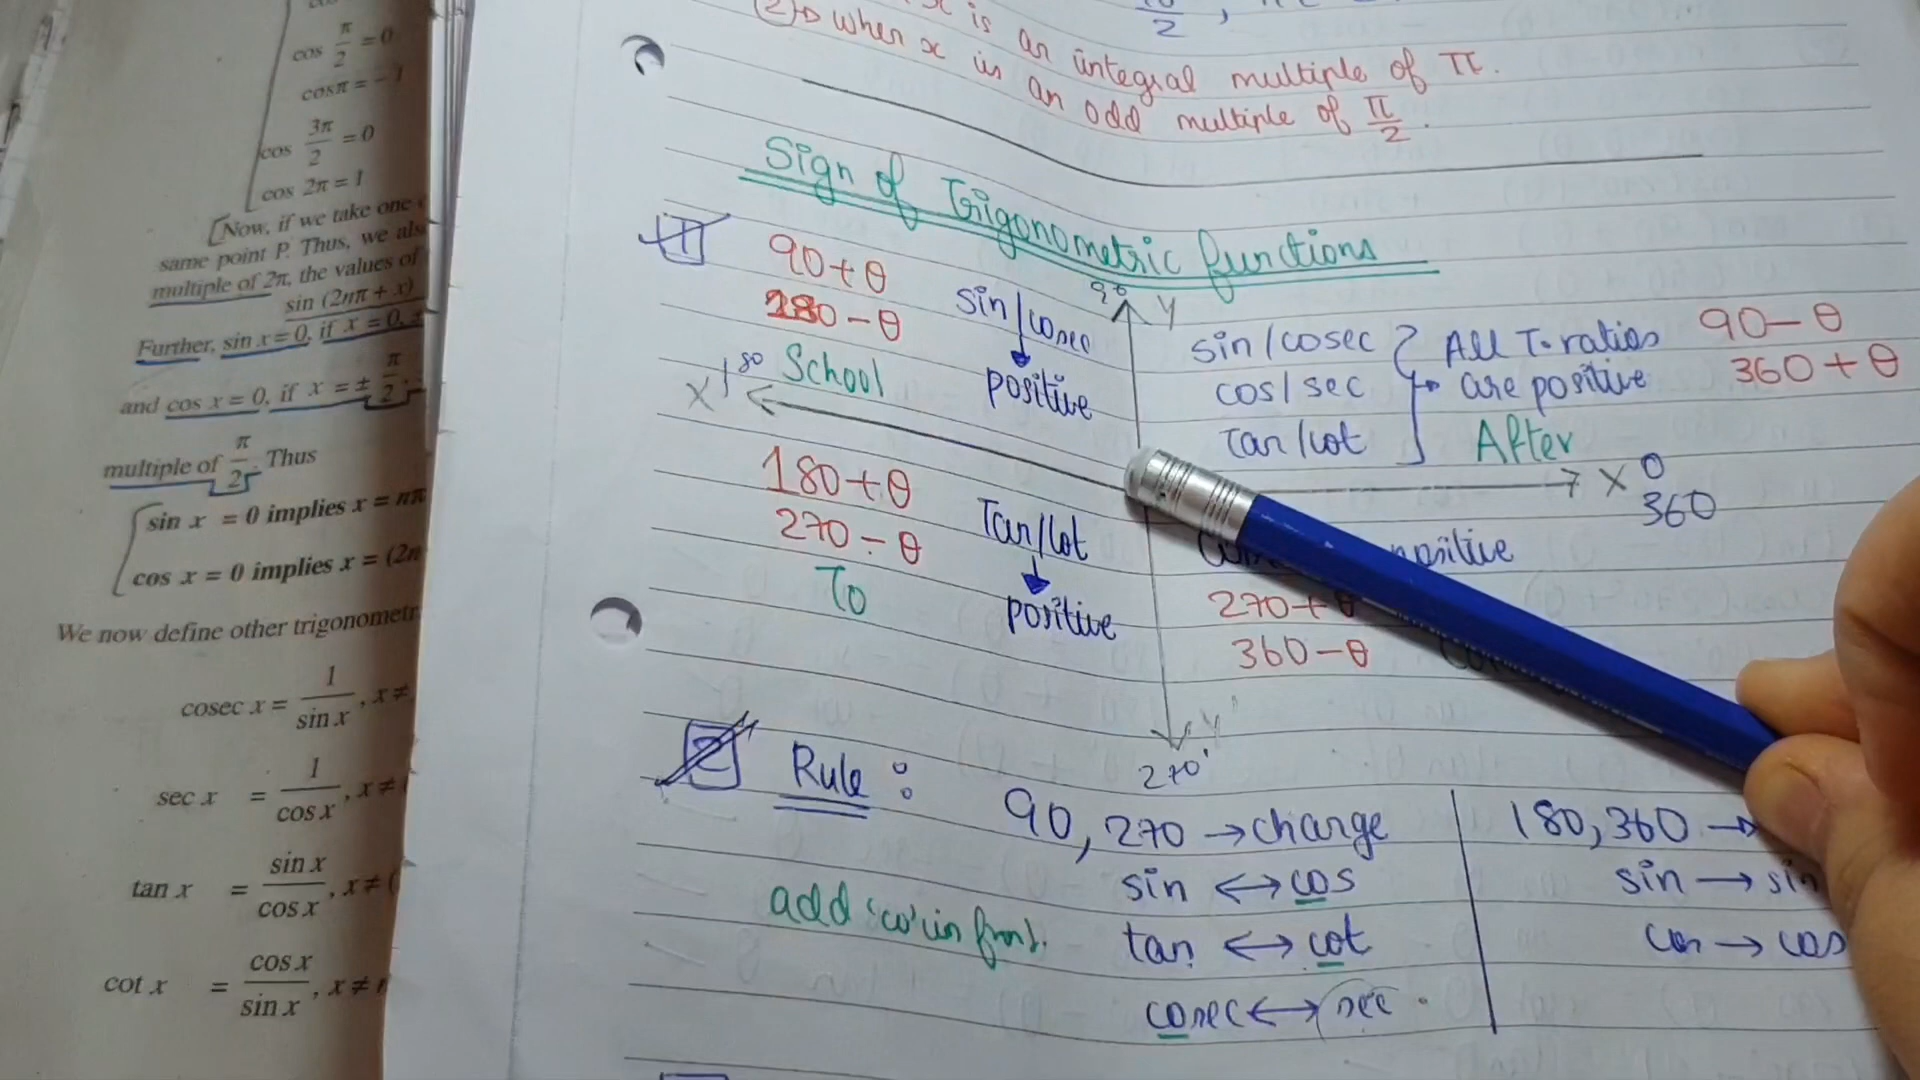 cos π/2 = 0
cosπ = -1
cos 3π/2 = 0
cos 2π = 1
[Now, if we take one
same point P. Thus, we also
multiple of 2π, the values of
sin (2nπ + x)
Further, sin x = 0, if x = 0, ±
and cos x = 0, if x = ± π/2,
multiple of π/2. Thus
sin x = 0 implies x = nπ
cos x = 0 implies x = (2n
We now define other trigonometr
cosec x = 1/sin x, x ≠
sec x = 1/cos x, x ≠ (
tan x = sin x/cos x, x ≠ (
cot x = cos x/sin x, x ≠ n
x is an integral multiple of π.
(2)→ when x is an odd multiple of π/2.
Sign of Trigonometric functions
1
90+θ
180-θ
School
sin/cosec
↓
positive
90
Y
sin/cosec
cos/sec
Tan/cot
All T-ratios
→ are positive
After
90-θ
360+θ
X' 180
X 0
360
180+θ
270-θ
To
Tan/cot
↓
positive
positive
270+θ
360-θ
Y'
270°
2 Rule:
90, 270 → change
sin ↔ cos
add 'co' in front.
tan ↔ cot
cosec ↔ sec
180, 360 →
sin → sin
cos → cos